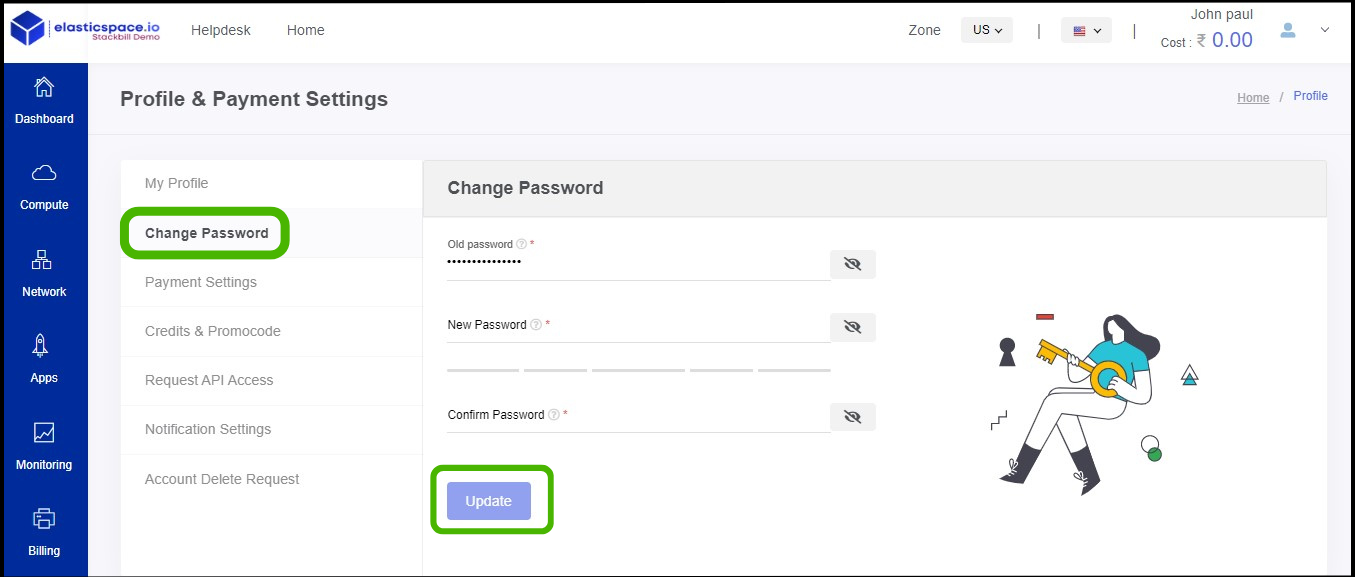 elasticspace.io
Stackbill Demo
Helpdesk
Home
Zone
US
|
|
John paul
Cost : ₹ 0.00
Dashboard
Compute
Network
Apps
Monitoring
Billing
Profile & Payment Settings
Home / Profile
My Profile
Change Password
Payment Settings
Credits & Promocode
Request API Access
Notification Settings
Account Delete Request
Change Password
Old password ? *
•••••••••••••••
New Password ? *
Confirm Password ? *
Update